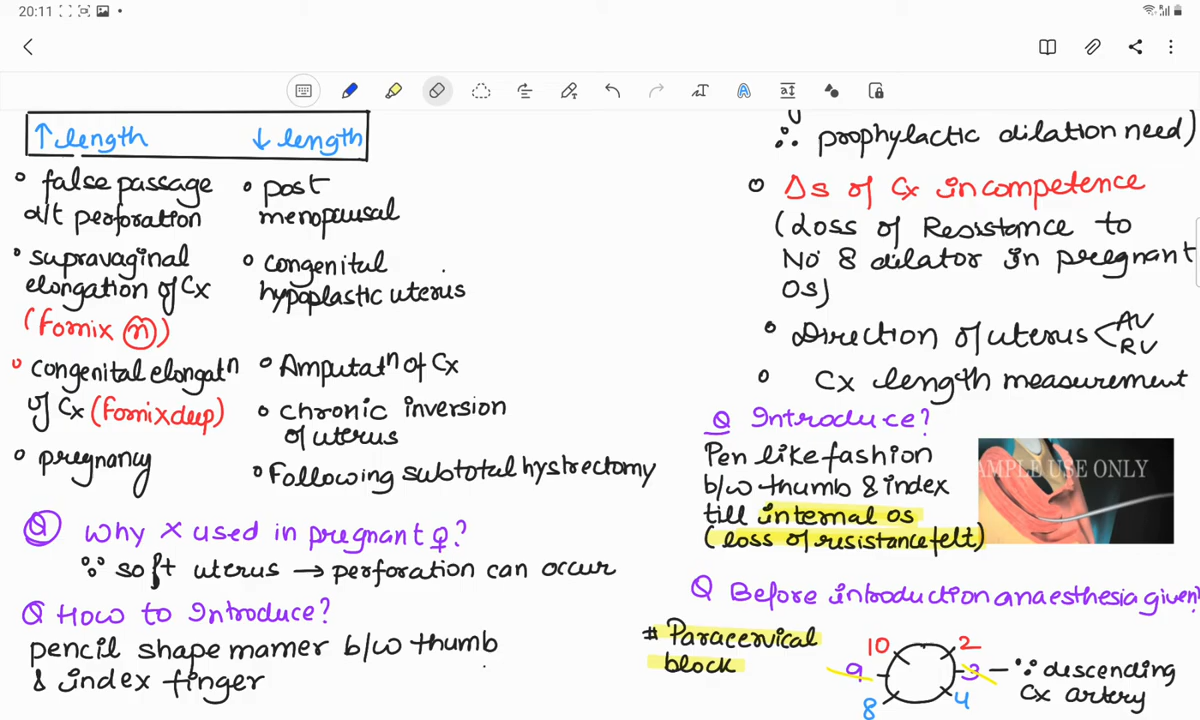 20:11
↑ length ↓ length
° false passage
d/t perforation
° supravaginal
elongation of Cx
(Fornix ⓝ)
° congenital elongatⁿ
of Cx (Fornix deep)
° pregnancy
° post
menopausal
° congenital
hypoplastic uterus
° Amputatⁿ of Cx
° chronic inversion
of uterus
° Following subtotal hystrectomy
Q Why X used in pregnant ♀?
∵ soft uterus → perforation can occur
Q How to Introduce?
pencil shape manner b/w thumb
& index finger
∴ prophylactic dilation need)
° Δs of Cx incompetence
(Loss of Resistance to
No 8 dilator in pregnant
OS)
° Direction of uterus < AV
RV
° Cx length measurement
Q Introduce?
Pen like fashion
b/w thumb & index
till internal os
(loss of resistance felt)
AMPLE USE ONLY
Q Before introduction anaesthesia given?
# Paracervical
block
10 2
9 3 — ∵ descending
Cx artery
8 4